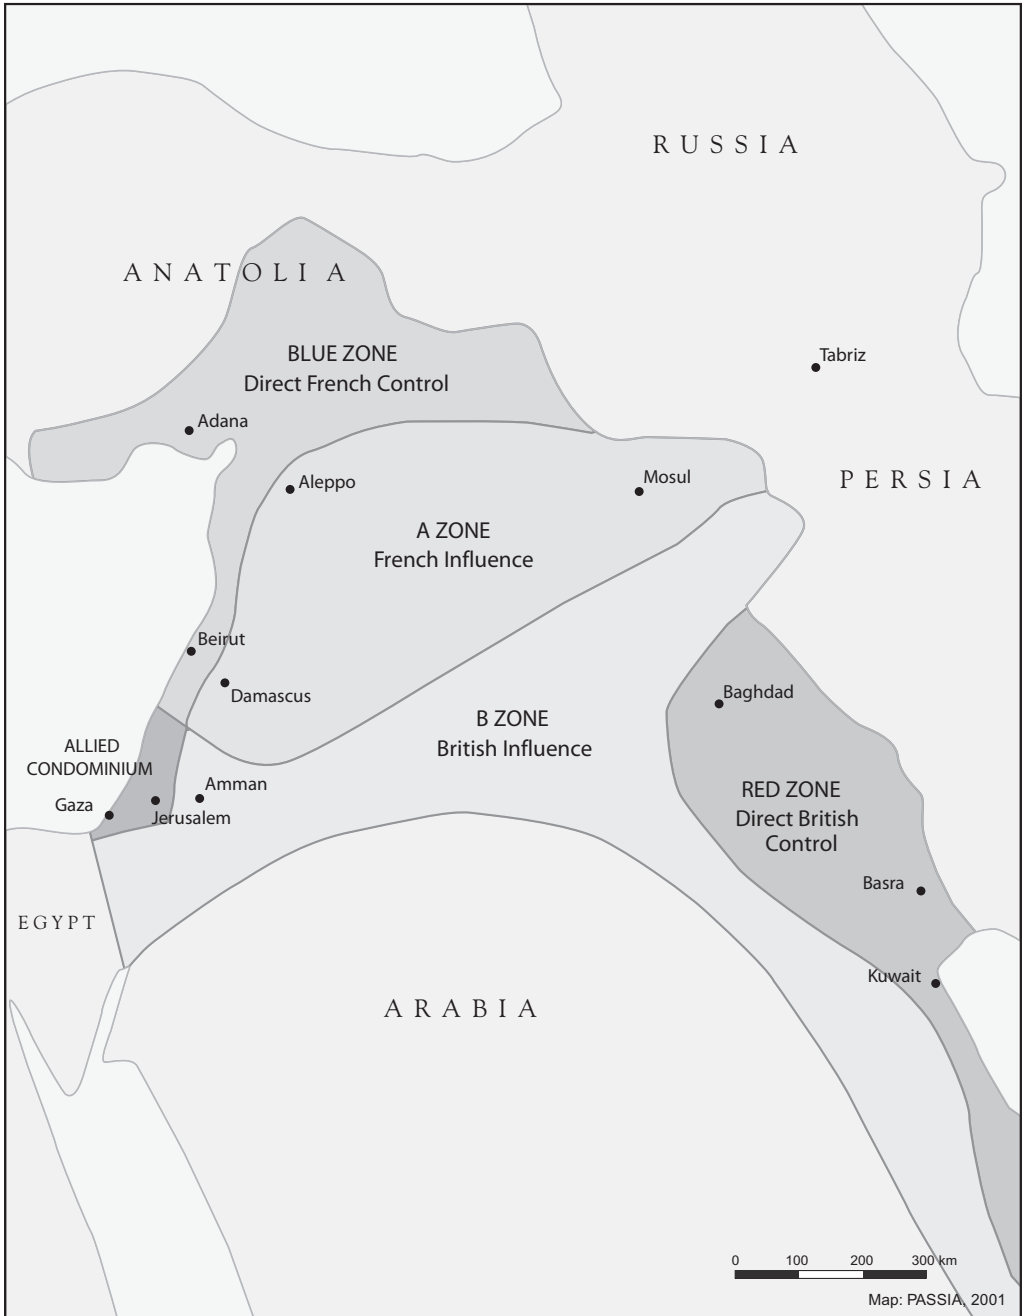 RUSSIA
ANATOLIA
BLUE ZONE
Direct French Control
Tabriz
Adana
Aleppo
Mosul
PERSIA
A ZONE
French Influence
Beirut
Damascus
Baghdad
B ZONE
British Influence
ALLIED
CONDOMINIUM
Amman
Gaza
Jerusalem
RED ZONE
Direct British
Control
Basra
EGYPT
Kuwait
ARABIA
0 100 200 300 km
Map: PASSIA, 2001